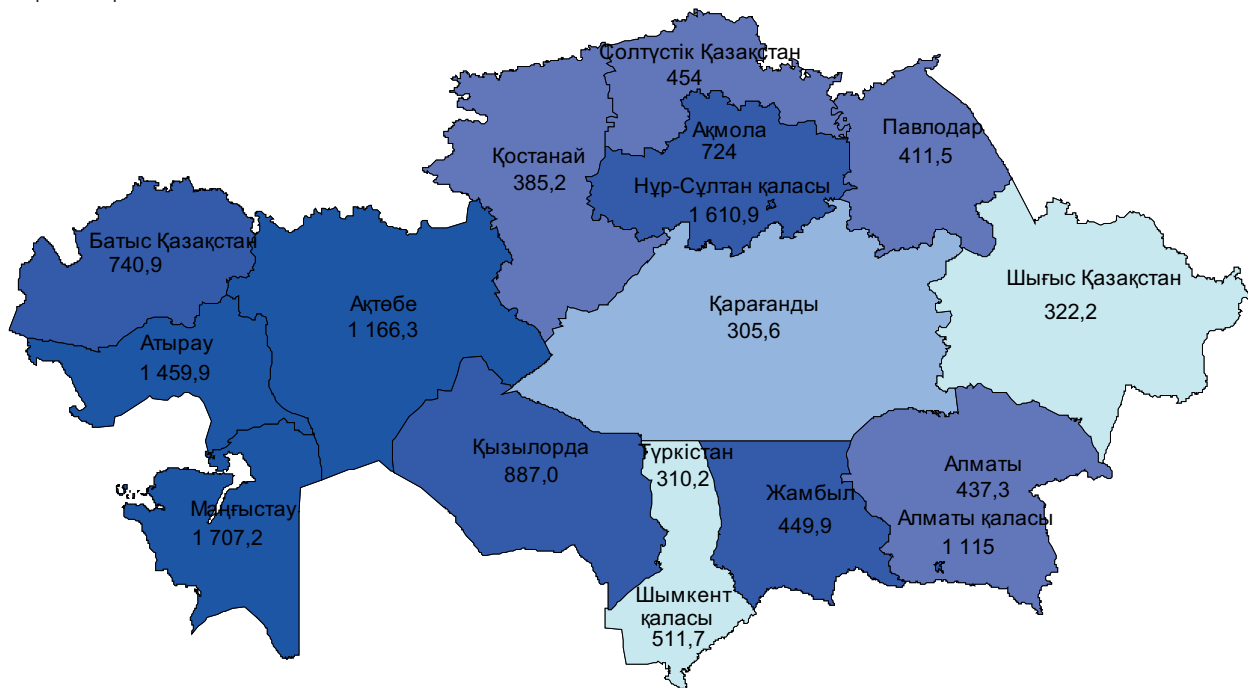 Солтүстік Қазақстан
454
Ақмола
724
Павлодар
411,5
Қостанай
385,2
Нұр-Сұлтан қаласы
1 610,9
Батыс Қазақстан
740,9
Ақтөбе
1 166,3
Қарағанды
305,6
Шығыс Қазақстан
322,2
Атырау
1 459,9
Қызылорда
887,0
Түркістан
310,2
Жамбыл
449,9
Алматы
437,3
Алматы қаласы
1 115
Маңғыстау
1 707,2
Шымкент
қаласы
511,7